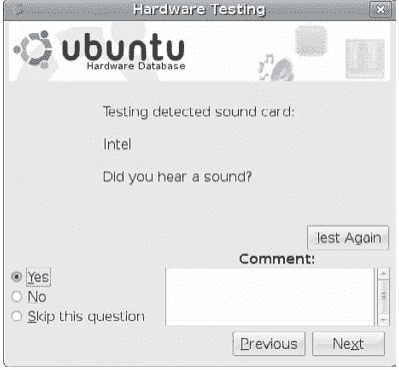 Hardware Testing
ubuntu
Hardware Database
Testing detected sound card:
Intel
Did you hear a sound?
Test Again
Comment:
Yes
No
Skip this question
Previous
Next